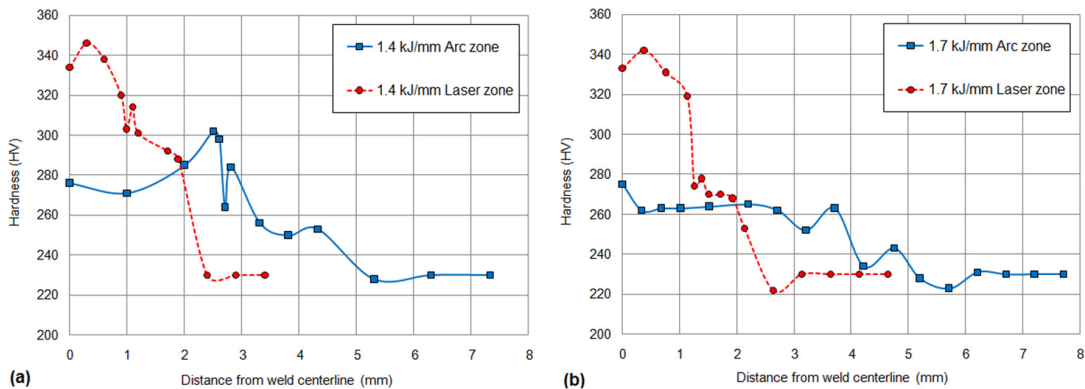 360
340
320
300
280
260
240
220
200
Hardness (HV)
1.4 kJ/mm Arc zone
1.4 kJ/mm Laser zone
0 1 2 3 4 5 6 7 8
Distance from weld centerline (mm)
(a)
360
340
320
300
280
260
240
220
200
Hardness (HV)
1.7 kJ/mm Arc zone
1.7 kJ/mm Laser zone
0 1 2 3 4 5 6 7 8
Distance from weld centerline (mm)
(b)